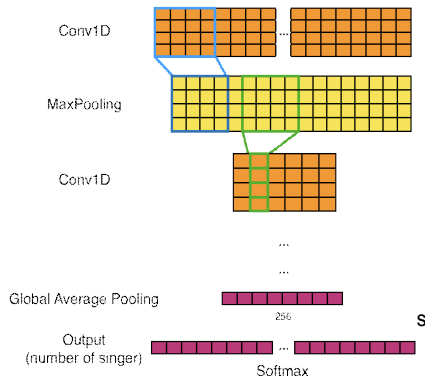 Conv1D
...
MaxPooling
Conv1D
...
...
Global Average Pooling
256
S
Output
(number of singer)
...
Softmax